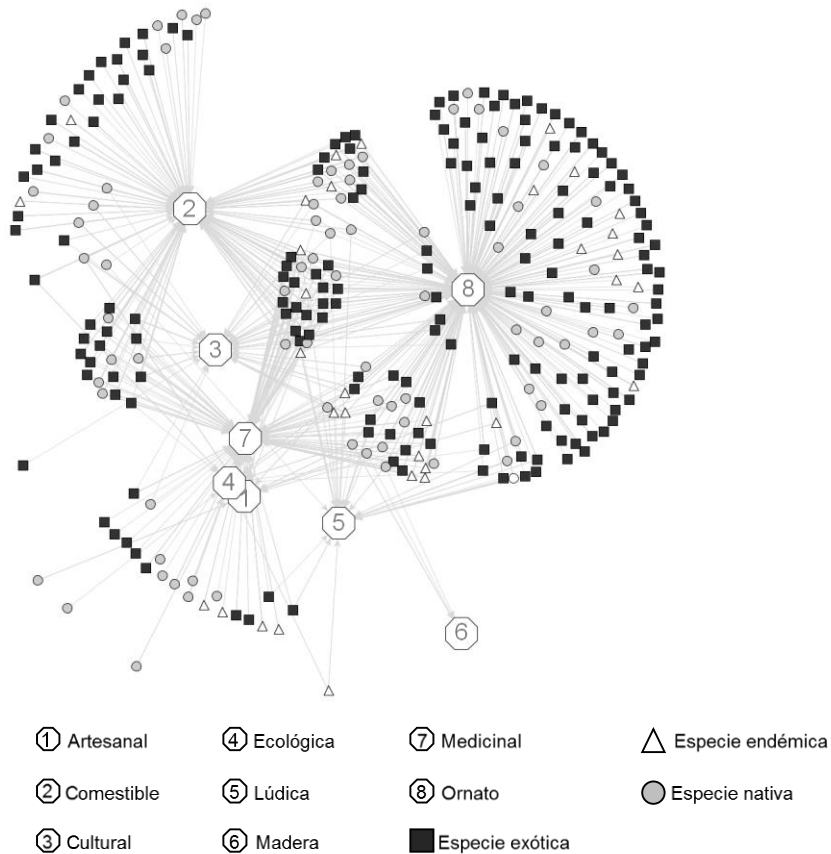 2
8
3
7
4
1
5
6
1 Artesanal 4 Ecológica 7 Medicinal Especie endémica
2 Comestible 5 Lúdica 8 Ornato Especie nativa
3 Cultural 6 Madera Especie exótica